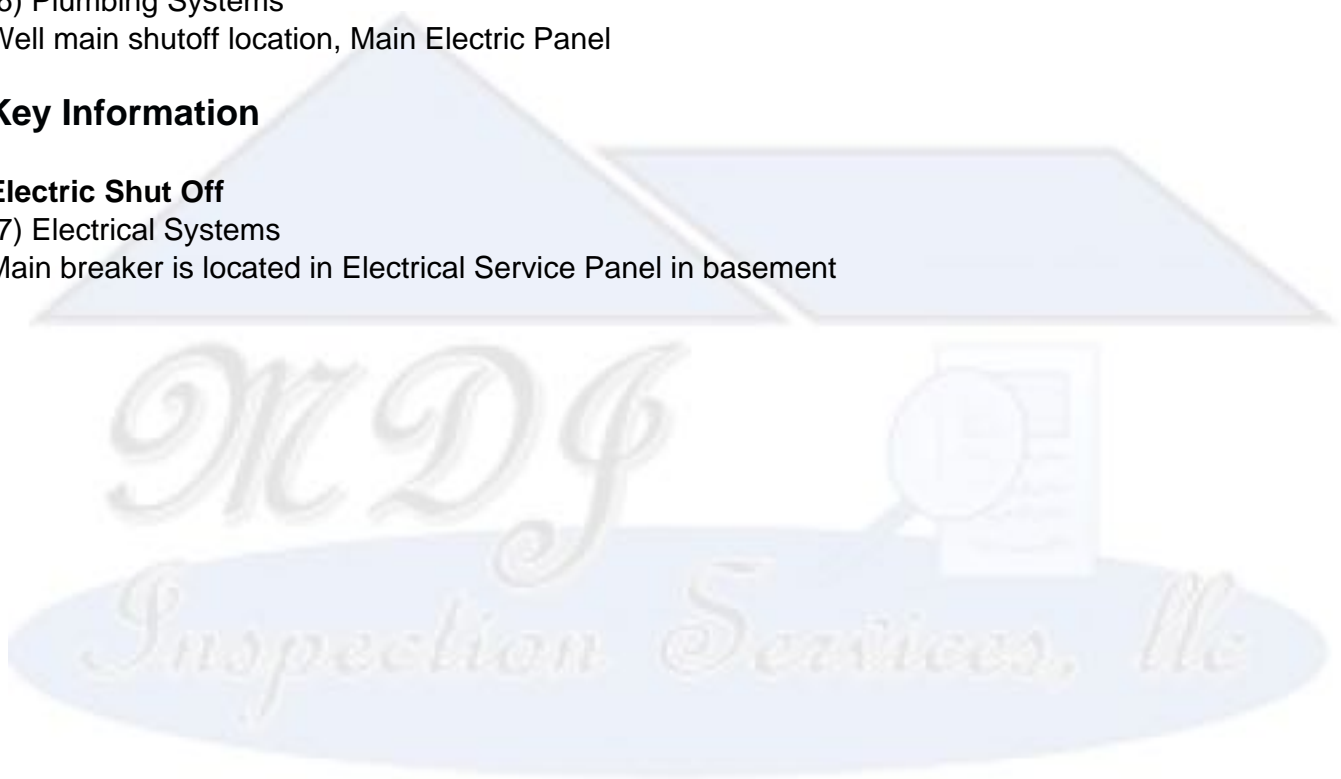 6) Plumbing Systems
Well main shutoff location, Main Electric Panel
Key Information
Electric Shut Off
7) Electrical Systems
Main breaker is located in Electrical Service Panel in basement
MDJ
Inspection Services, llc